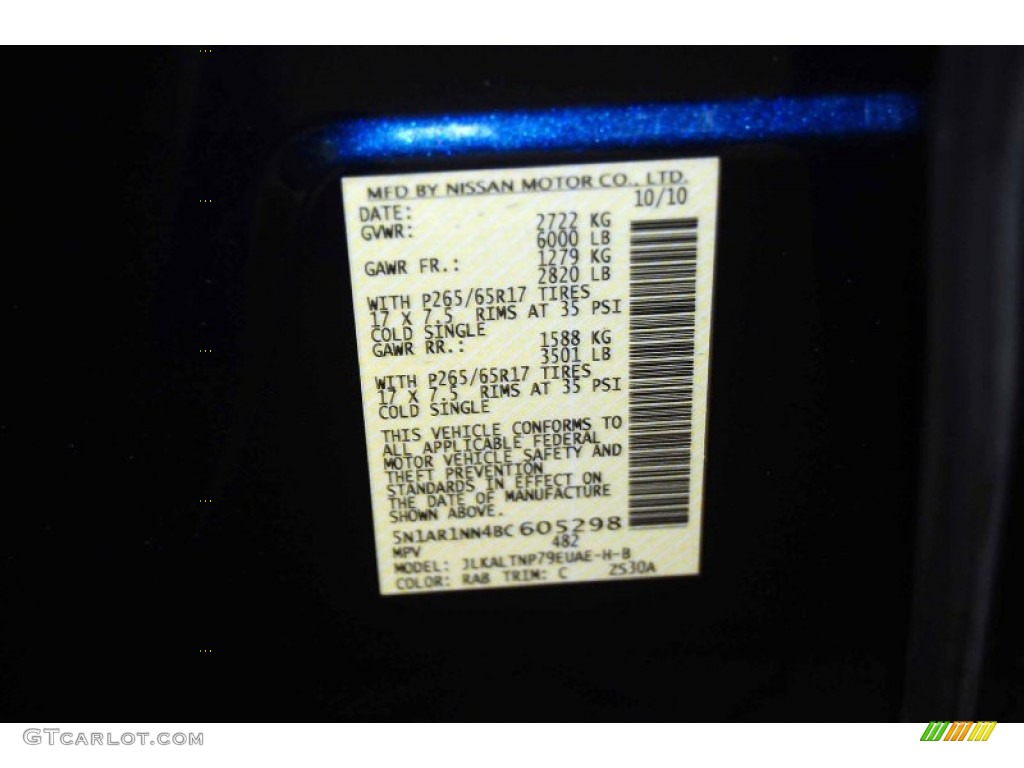 MFD BY NISSAN MOTOR CO., LTD.
DATE: 10/10
GVWR: 2722 KG
6000 LB
GAWR FR.: 1279 KG
2820 LB
WITH P265/65R17 TIRES
17 X 7.5 RIMS AT 35 PSI
COLD SINGLE
GAWR RR.: 1588 KG
3501 LB
WITH P265/65R17 TIRES
17 X 7.5 RIMS AT 35 PSI
COLD SINGLE
THIS VEHICLE CONFORMS TO
ALL APPLICABLE FEDERAL
MOTOR VEHICLE SAFETY AND
THEFT PREVENTION
STANDARDS IN EFFECT ON
THE DATE OF MANUFACTURE
SHOWN ABOVE.
5N1AR1NN4BC 605298
MPV 482
MODEL: JLKALTNP79EUAE-H-B
COLOR: RAB TRIM: C ZS30A
GTCARLOT.COM